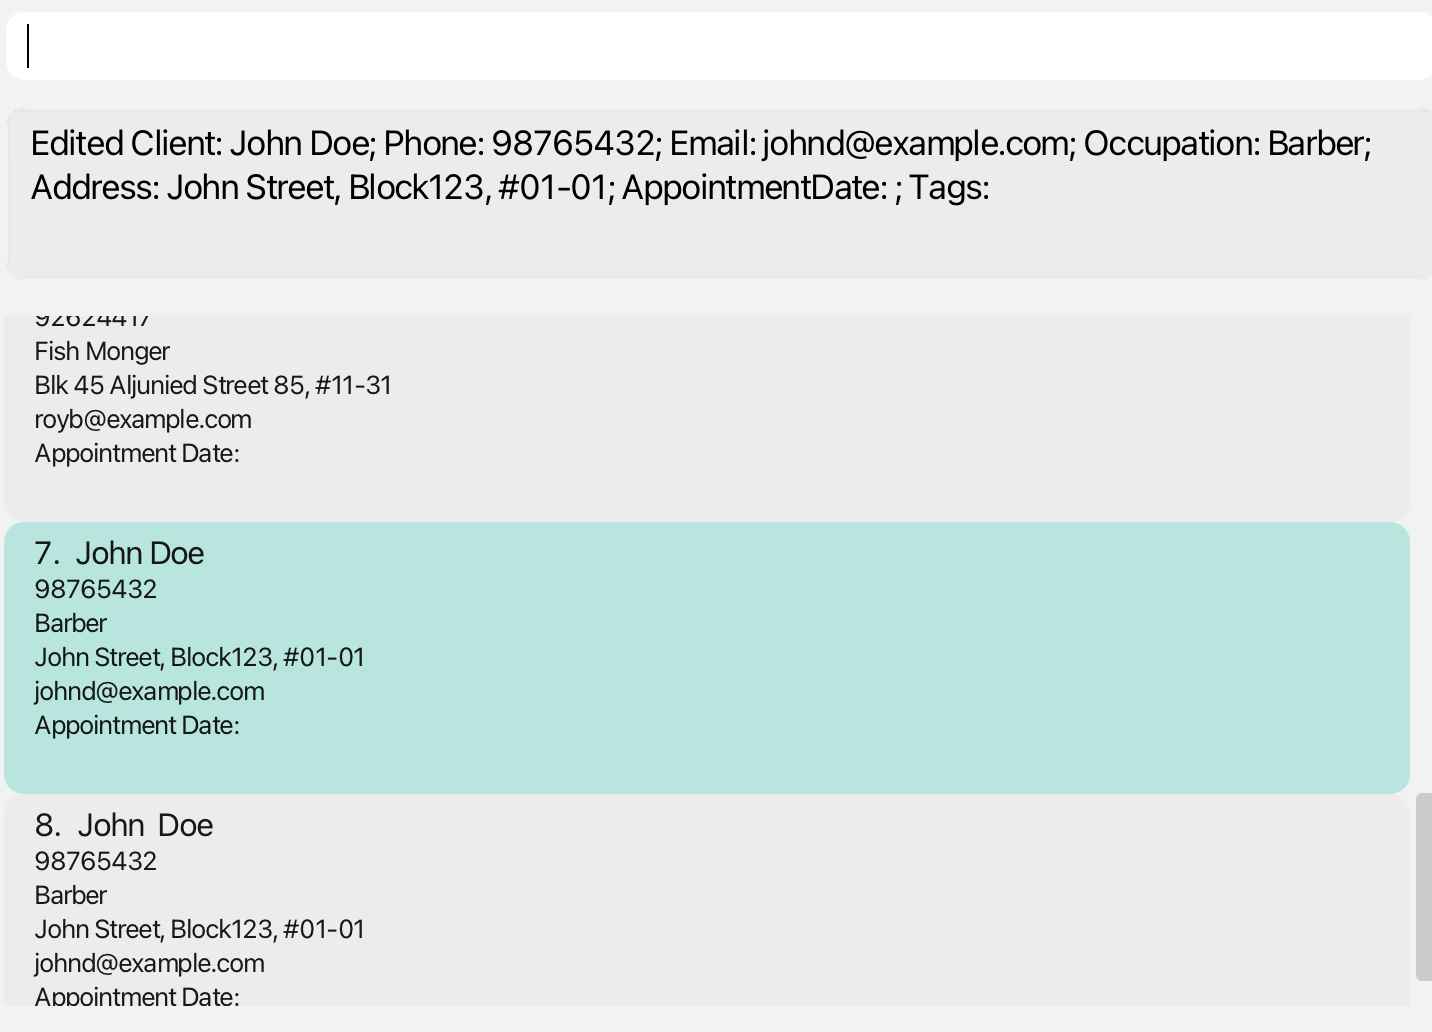 Edited Client: John Doe; Phone: 98765432; Email: johnd@example.com; Occupation: Barber;
Address: John Street, Block123, #01-01; AppointmentDate: ; Tags:
92624417
Fish Monger
Blk 45 Aljunied Street 85, #11-31
royb@example.com
Appointment Date:
7.  John Doe
98765432
Barber
John Street, Block123, #01-01
johnd@example.com
Appointment Date:
8.  John  Doe
98765432
Barber
John Street, Block123, #01-01
johnd@example.com
Appointment Date: